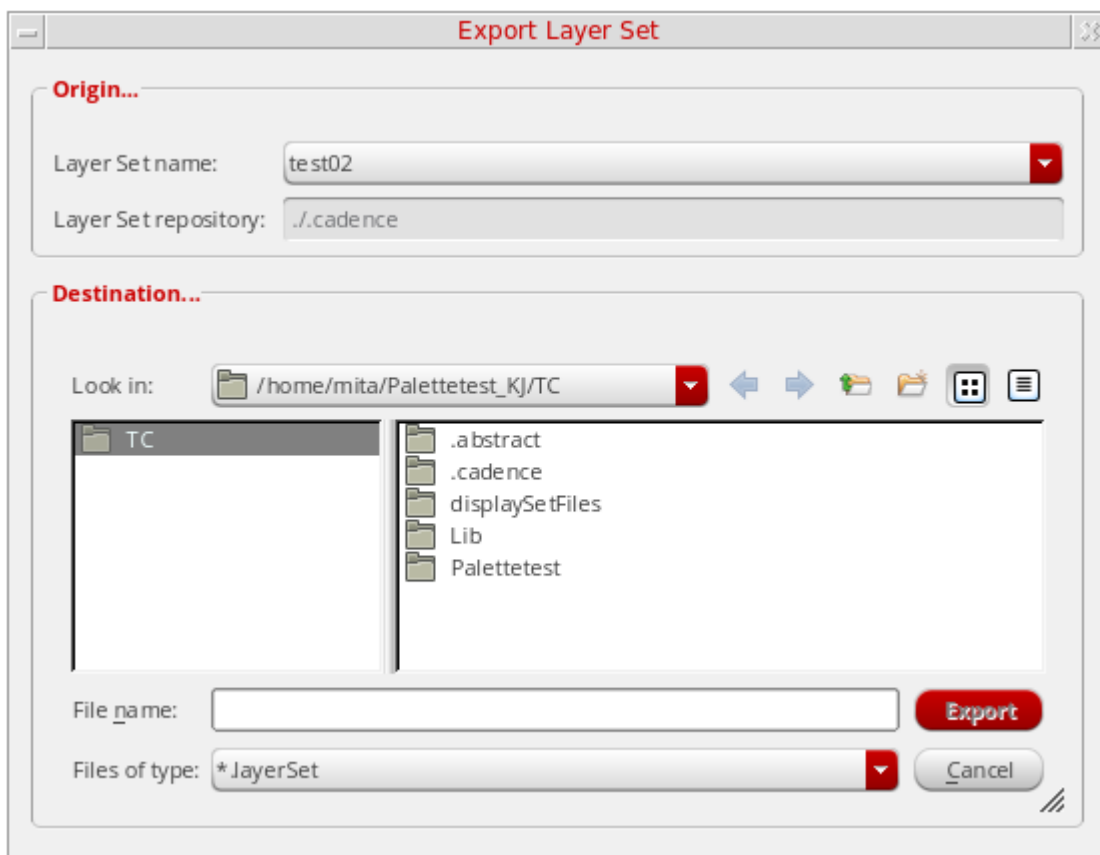 Export Layer Set
Origin...
Layer Set name: test02
Layer Set repository: ./.cadence
Destination...
Look in: /home/mita/Palettetest_KJ/TC
TC
.abstract
.cadence
displaySetFiles
Lib
Palettetest
File name: Export
Files of type: *.layerSet Cancel